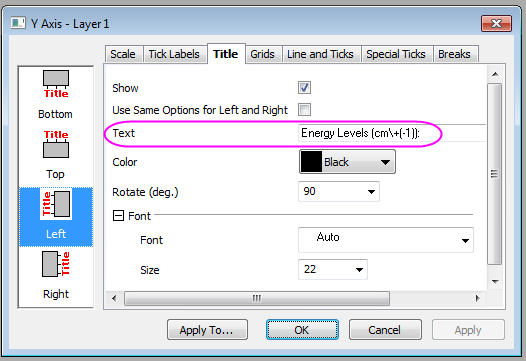 Y Axis - Layer1
Scale Tick Labels Title Grids Line and Ticks Special Ticks Breaks
Title
Bottom
Title
Top
Title
Left
Title
Right
Show
Use Same Options for Left and Right
Text Energy Levels (cm\+(-1)):
Color Black
Rotate (deg.) 90
Font
Font Auto
Size 22
Apply To... OK Cancel Apply